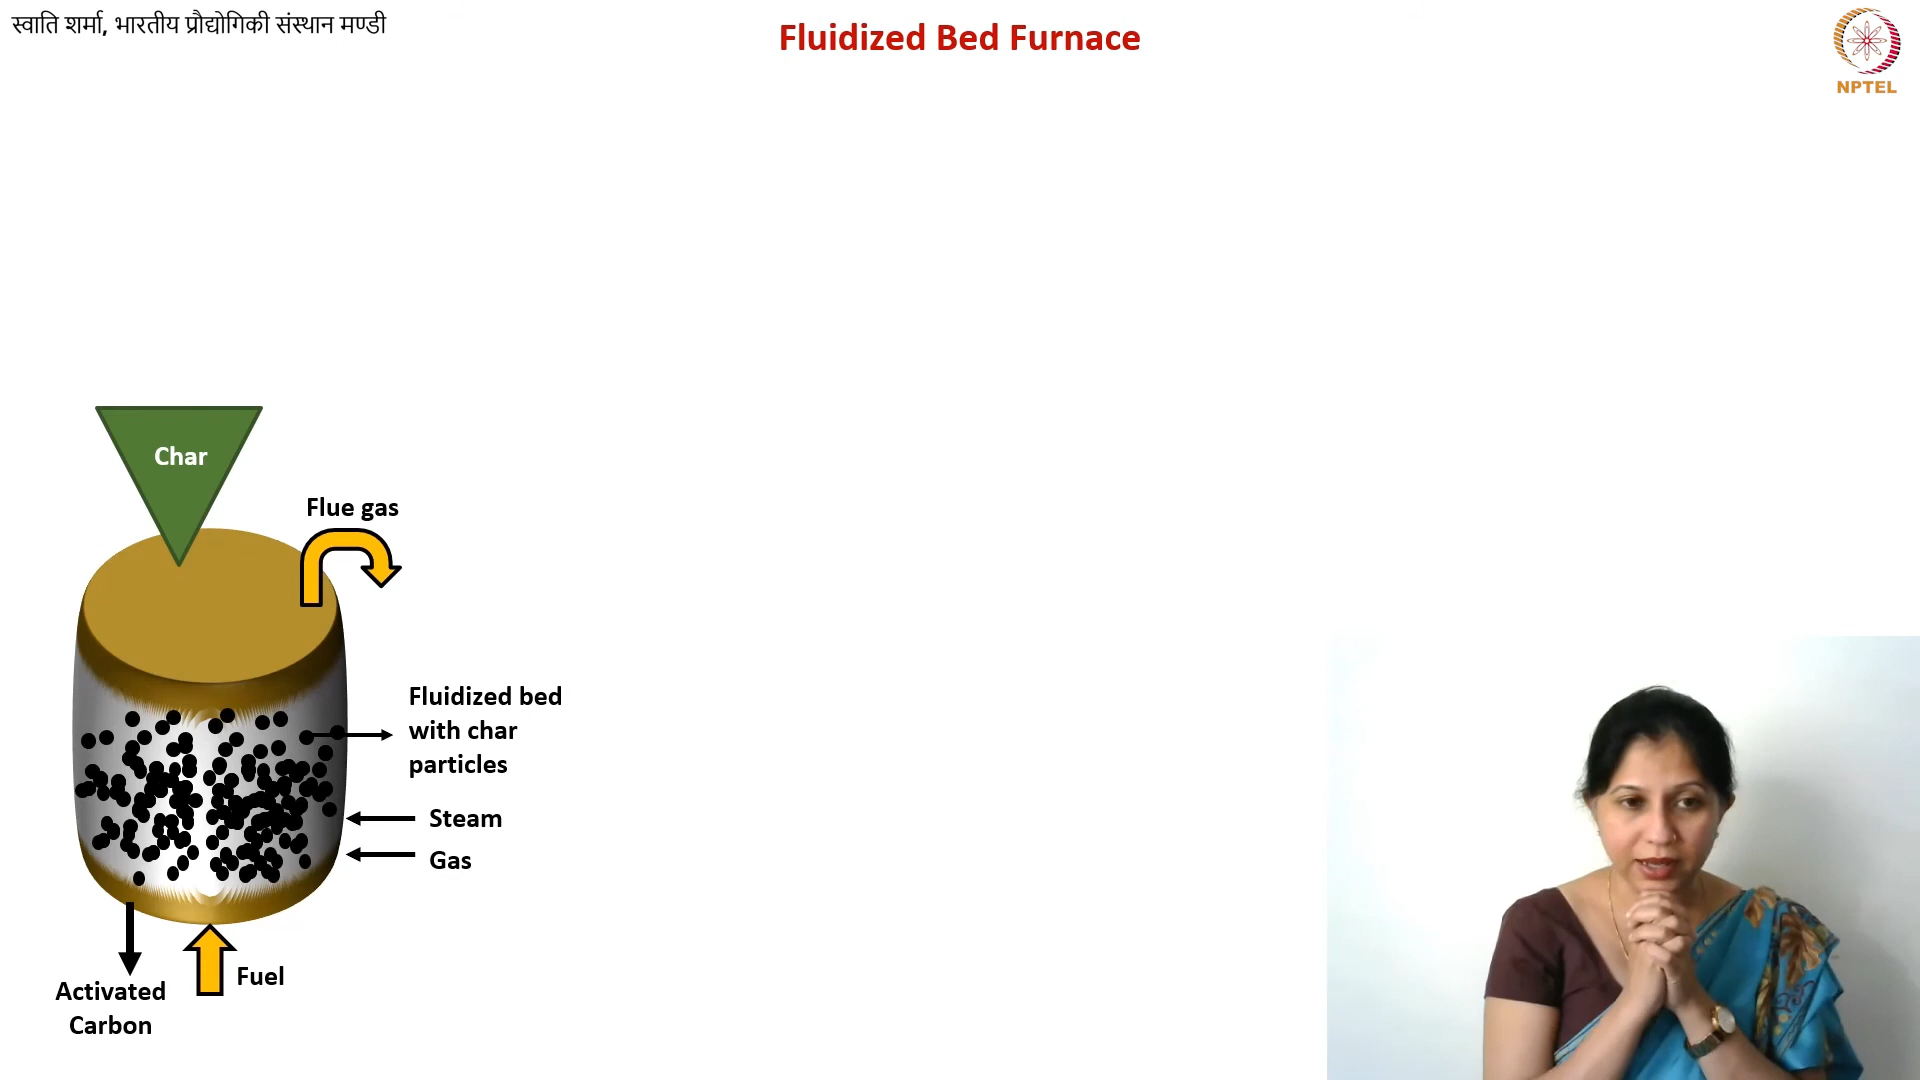 स्वाति शर्मा, भारतीय प्रौद्योगिकी संस्थान मण्डी
Fluidized Bed Furnace
NPTEL
Char
Flue gas
Fluidized bed
with char
particles
Steam
Gas
Fuel
Activated
Carbon